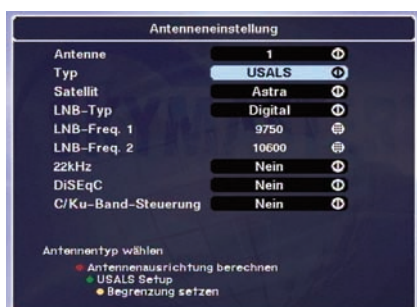 Antenneneinstellung
Antenne 1
Typ USALS
Satellit Astra
LNB-Typ Digital
LNB-Freq. 1 9750
LNB-Freq. 2 10600
22kHz Nein
DiSEqC Nein
C/Ku-Band-Steuerung Nein
Antennentyp wählen
Antennenausrichtung berechnen
USALS Setup
Begrenzung setzen